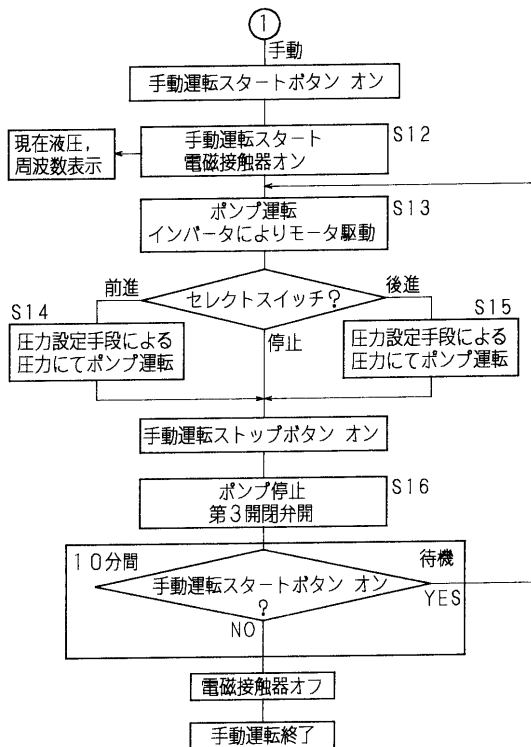 1
手動
手動運転スタートボタン オン
手動運転スタート
電磁接触器オン
S12
現在液圧,
周波数表示
ポンプ運転
インバータによりモータ駆動
S13
セレクトスイッチ?
前進
後進
停止
S14
圧力設定手段による
圧力にてポンプ運転
S15
圧力設定手段による
圧力にてポンプ運転
手動運転ストップボタン オン
ポンプ停止
第3開閉弁開
S16
10分間
待機
手動運転スタートボタン オン
?
YES
NO
電磁接触器オフ
手動運転終了